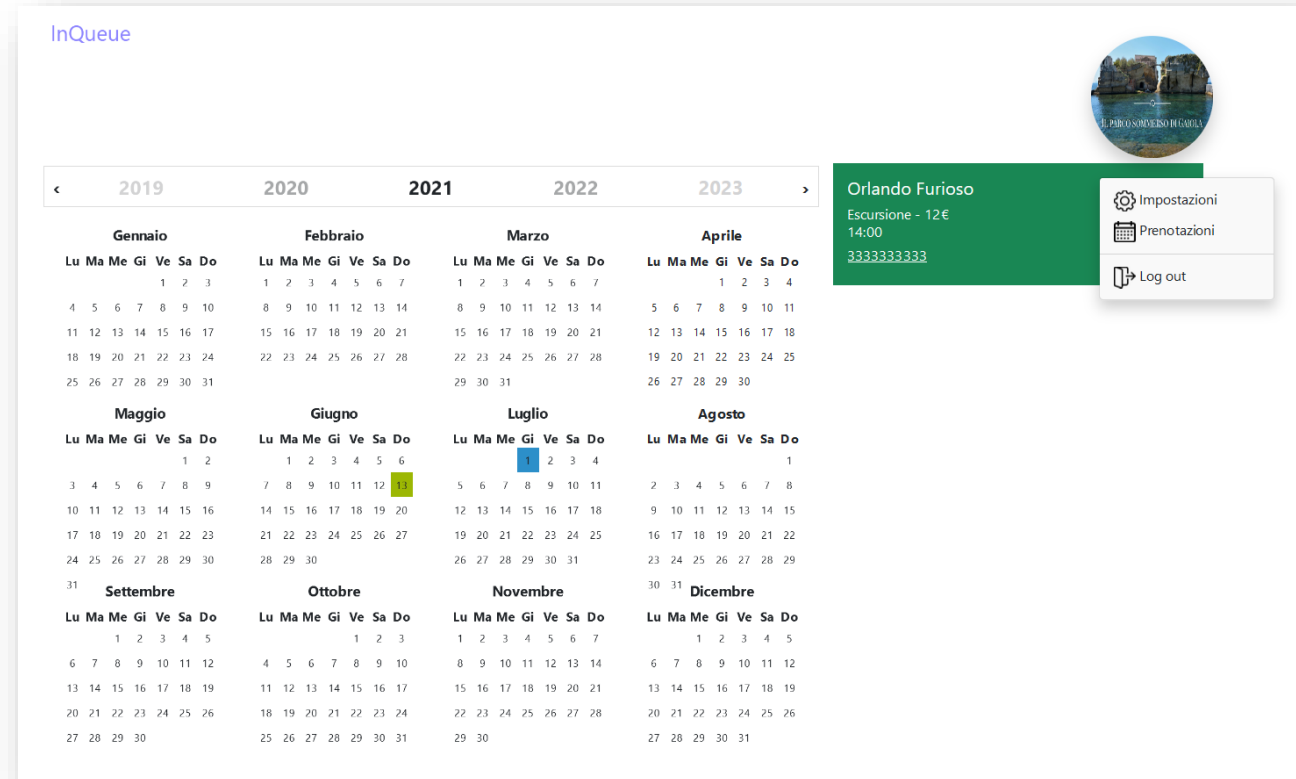 InQueue
IL PARCO SOMMERSO DI GAIOLA
‹ 2019 2020 2021 2022 2023 ›
Gennaio Febbraio Marzo Aprile
Lu Ma Me Gi Ve Sa Do Lu Ma Me Gi Ve Sa Do Lu Ma Me Gi Ve Sa Do Lu Ma Me Gi Ve Sa Do
1 2 3 1 2 3 4 5 6 7 1 2 3 4 5 6 7 1 2 3 4
4 5 6 7 8 9 10 8 9 10 11 12 13 14 8 9 10 11 12 13 14 5 6 7 8 9 10 11
11 12 13 14 15 16 17 15 16 17 18 19 20 21 15 16 17 18 19 20 21 12 13 14 15 16 17 18
18 19 20 21 22 23 24 22 23 24 25 26 27 28 22 23 24 25 26 27 28 19 20 21 22 23 24 25
25 26 27 28 29 30 31 29 30 31 26 27 28 29 30
Maggio Giugno Luglio Agosto
Lu Ma Me Gi Ve Sa Do Lu Ma Me Gi Ve Sa Do Lu Ma Me Gi Ve Sa Do Lu Ma Me Gi Ve Sa Do
1 2 1 2 3 4 5 6 1 2 3 4 1
3 4 5 6 7 8 9 7 8 9 10 11 12 13 5 6 7 8 9 10 11 2 3 4 5 6 7 8
10 11 12 13 14 15 16 14 15 16 17 18 19 20 12 13 14 15 16 17 18 9 10 11 12 13 14 15
17 18 19 20 21 22 23 21 22 23 24 25 26 27 19 20 21 22 23 24 25 16 17 18 19 20 21 22
24 25 26 27 28 29 30 28 29 30 26 27 28 29 30 31 23 24 25 26 27 28 29
31 30 31
Settembre Ottobre Novembre Dicembre
Lu Ma Me Gi Ve Sa Do Lu Ma Me Gi Ve Sa Do Lu Ma Me Gi Ve Sa Do Lu Ma Me Gi Ve Sa Do
1 2 3 4 5 1 2 3 1 2 3 4 5 6 7 1 2 3 4 5
6 7 8 9 10 11 12 4 5 6 7 8 9 10 8 9 10 11 12 13 14 6 7 8 9 10 11 12
13 14 15 16 17 18 19 11 12 13 14 15 16 17 15 16 17 18 19 20 21 13 14 15 16 17 18 19
20 21 22 23 24 25 26 18 19 20 21 22 23 24 22 23 24 25 26 27 28 20 21 22 23 24 25 26
27 28 29 30 25 26 27 28 29 30 31 29 30 27 28 29 30 31
Orlando Furioso
Escursione - 12€
14:00
3333333333
Impostazioni
Prenotazioni
Log out